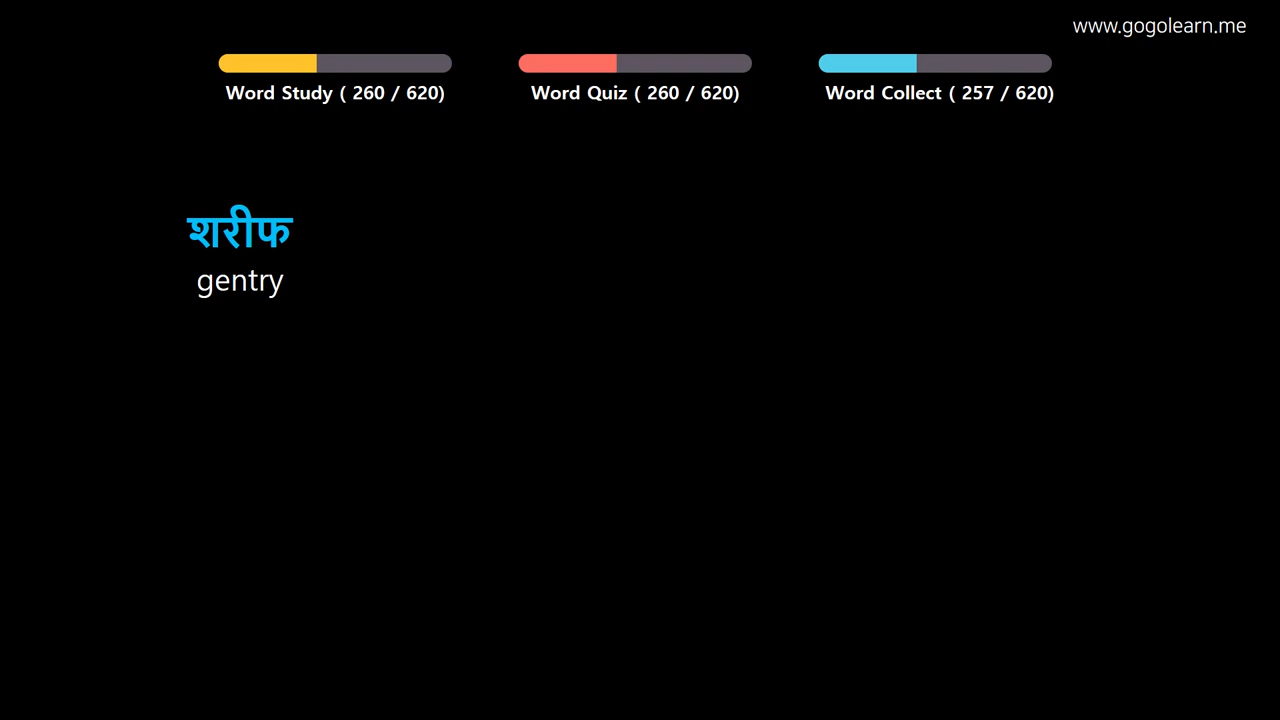 www.gogolearn.me
Word Study ( 260 / 620)
Word Quiz ( 260 / 620)
Word Collect ( 257 / 620)
शरीफ
gentry